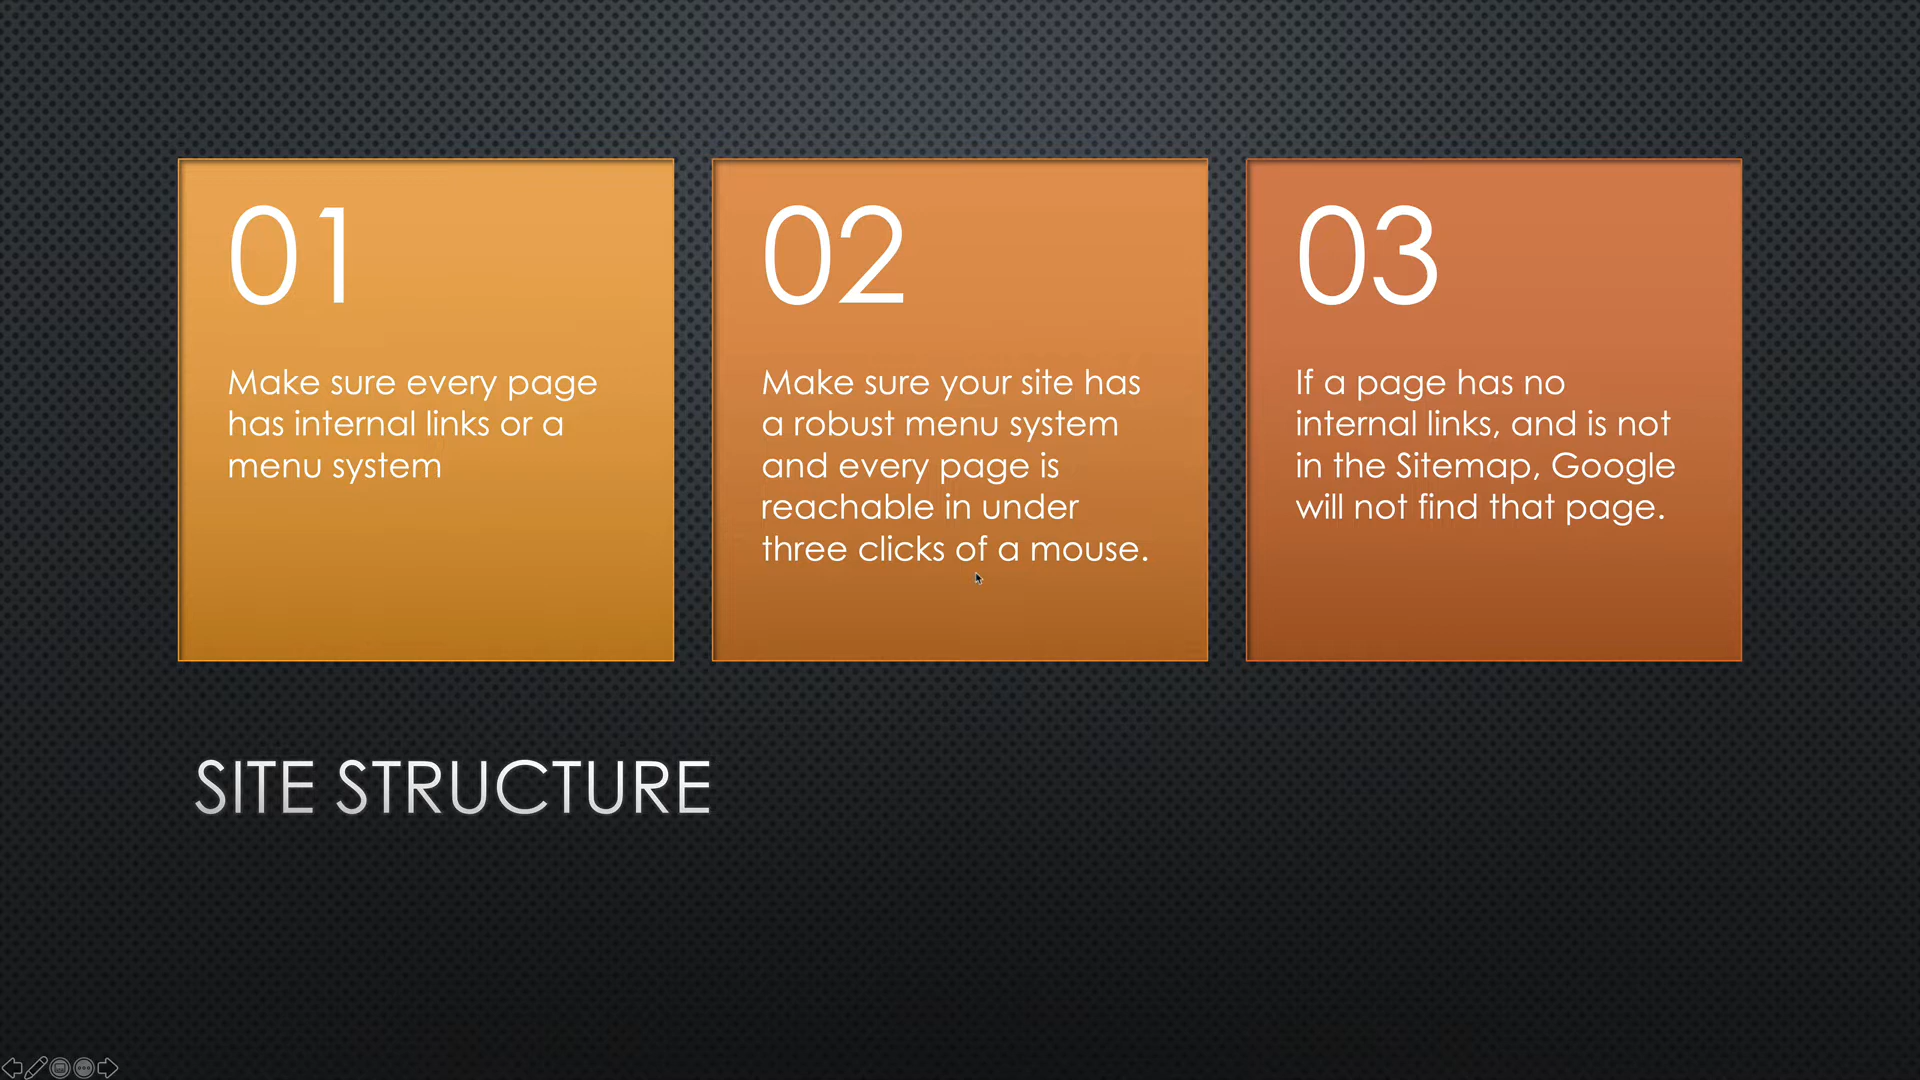 01
Make sure every page
has internal links or a
menu system
02
Make sure your site has
a robust menu system
and every page is
reachable in under
three clicks of a mouse.
03
If a page has no
internal links, and is not
in the Sitemap, Google
will not find that page.
SITE STRUCTURE